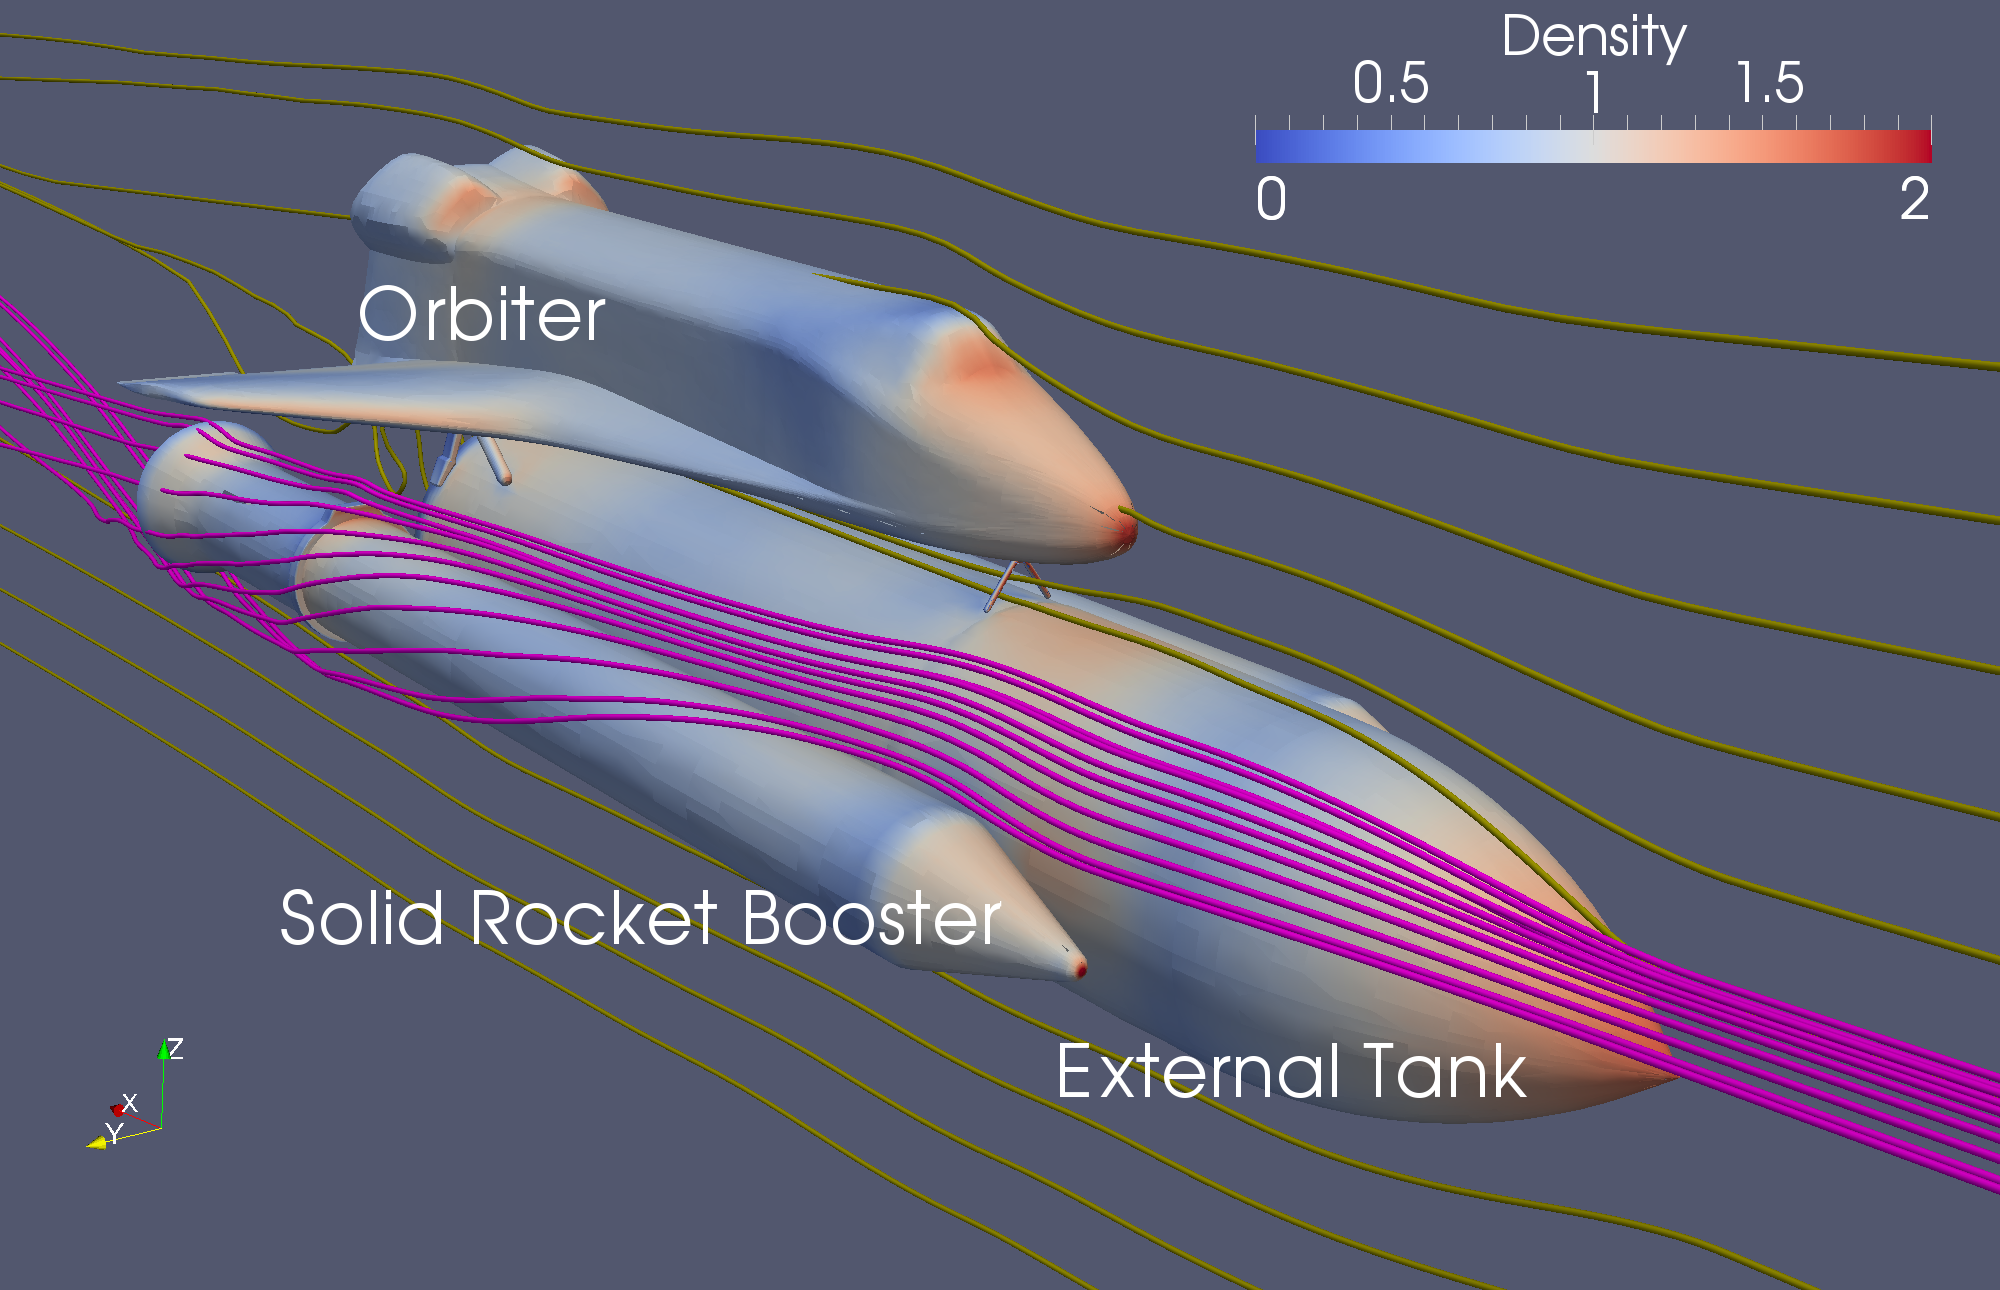 Density
0.5 1 1.5
0 2
Orbiter
Solid Rocket Booster
External Tank
Z
X
Y